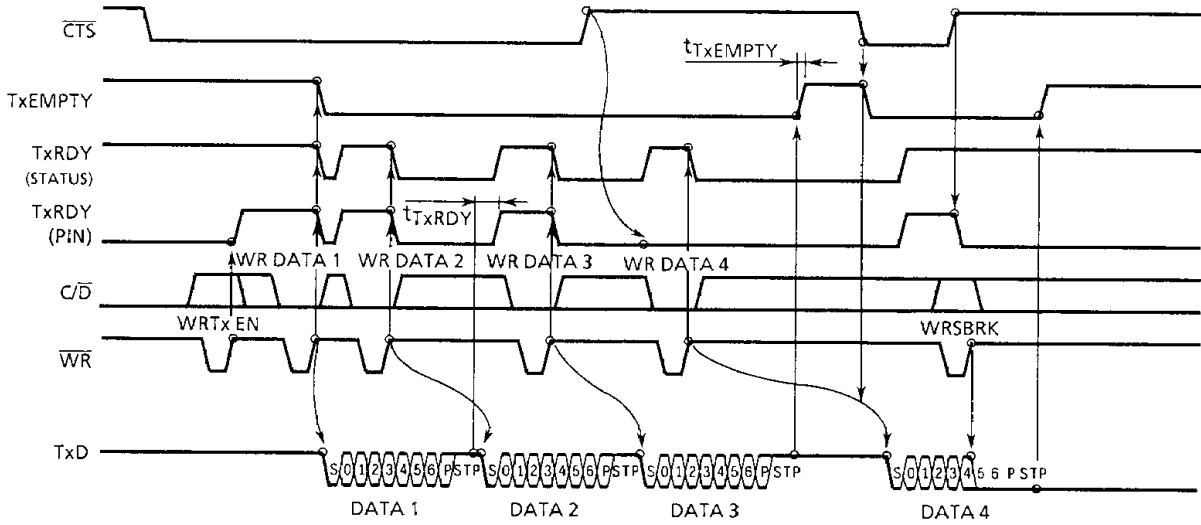 CTS
tTxEMPTY
TxEMPTY
TxRDY
(STATUS)
tTxRDY
TxRDY
(PIN)
WR DATA 1 WR DATA 2 WR DATA 3 WR DATA 4
C/D
WRTxEN WRSBRK
WR
TxD
S 0 1 2 3 4 5 6 P STP S 0 1 2 3 4 5 6 P STP S 0 1 2 3 4 5 6 P STP S 0 1 2 3 4 5 6 P STP
DATA 1 DATA 2 DATA 3 DATA 4